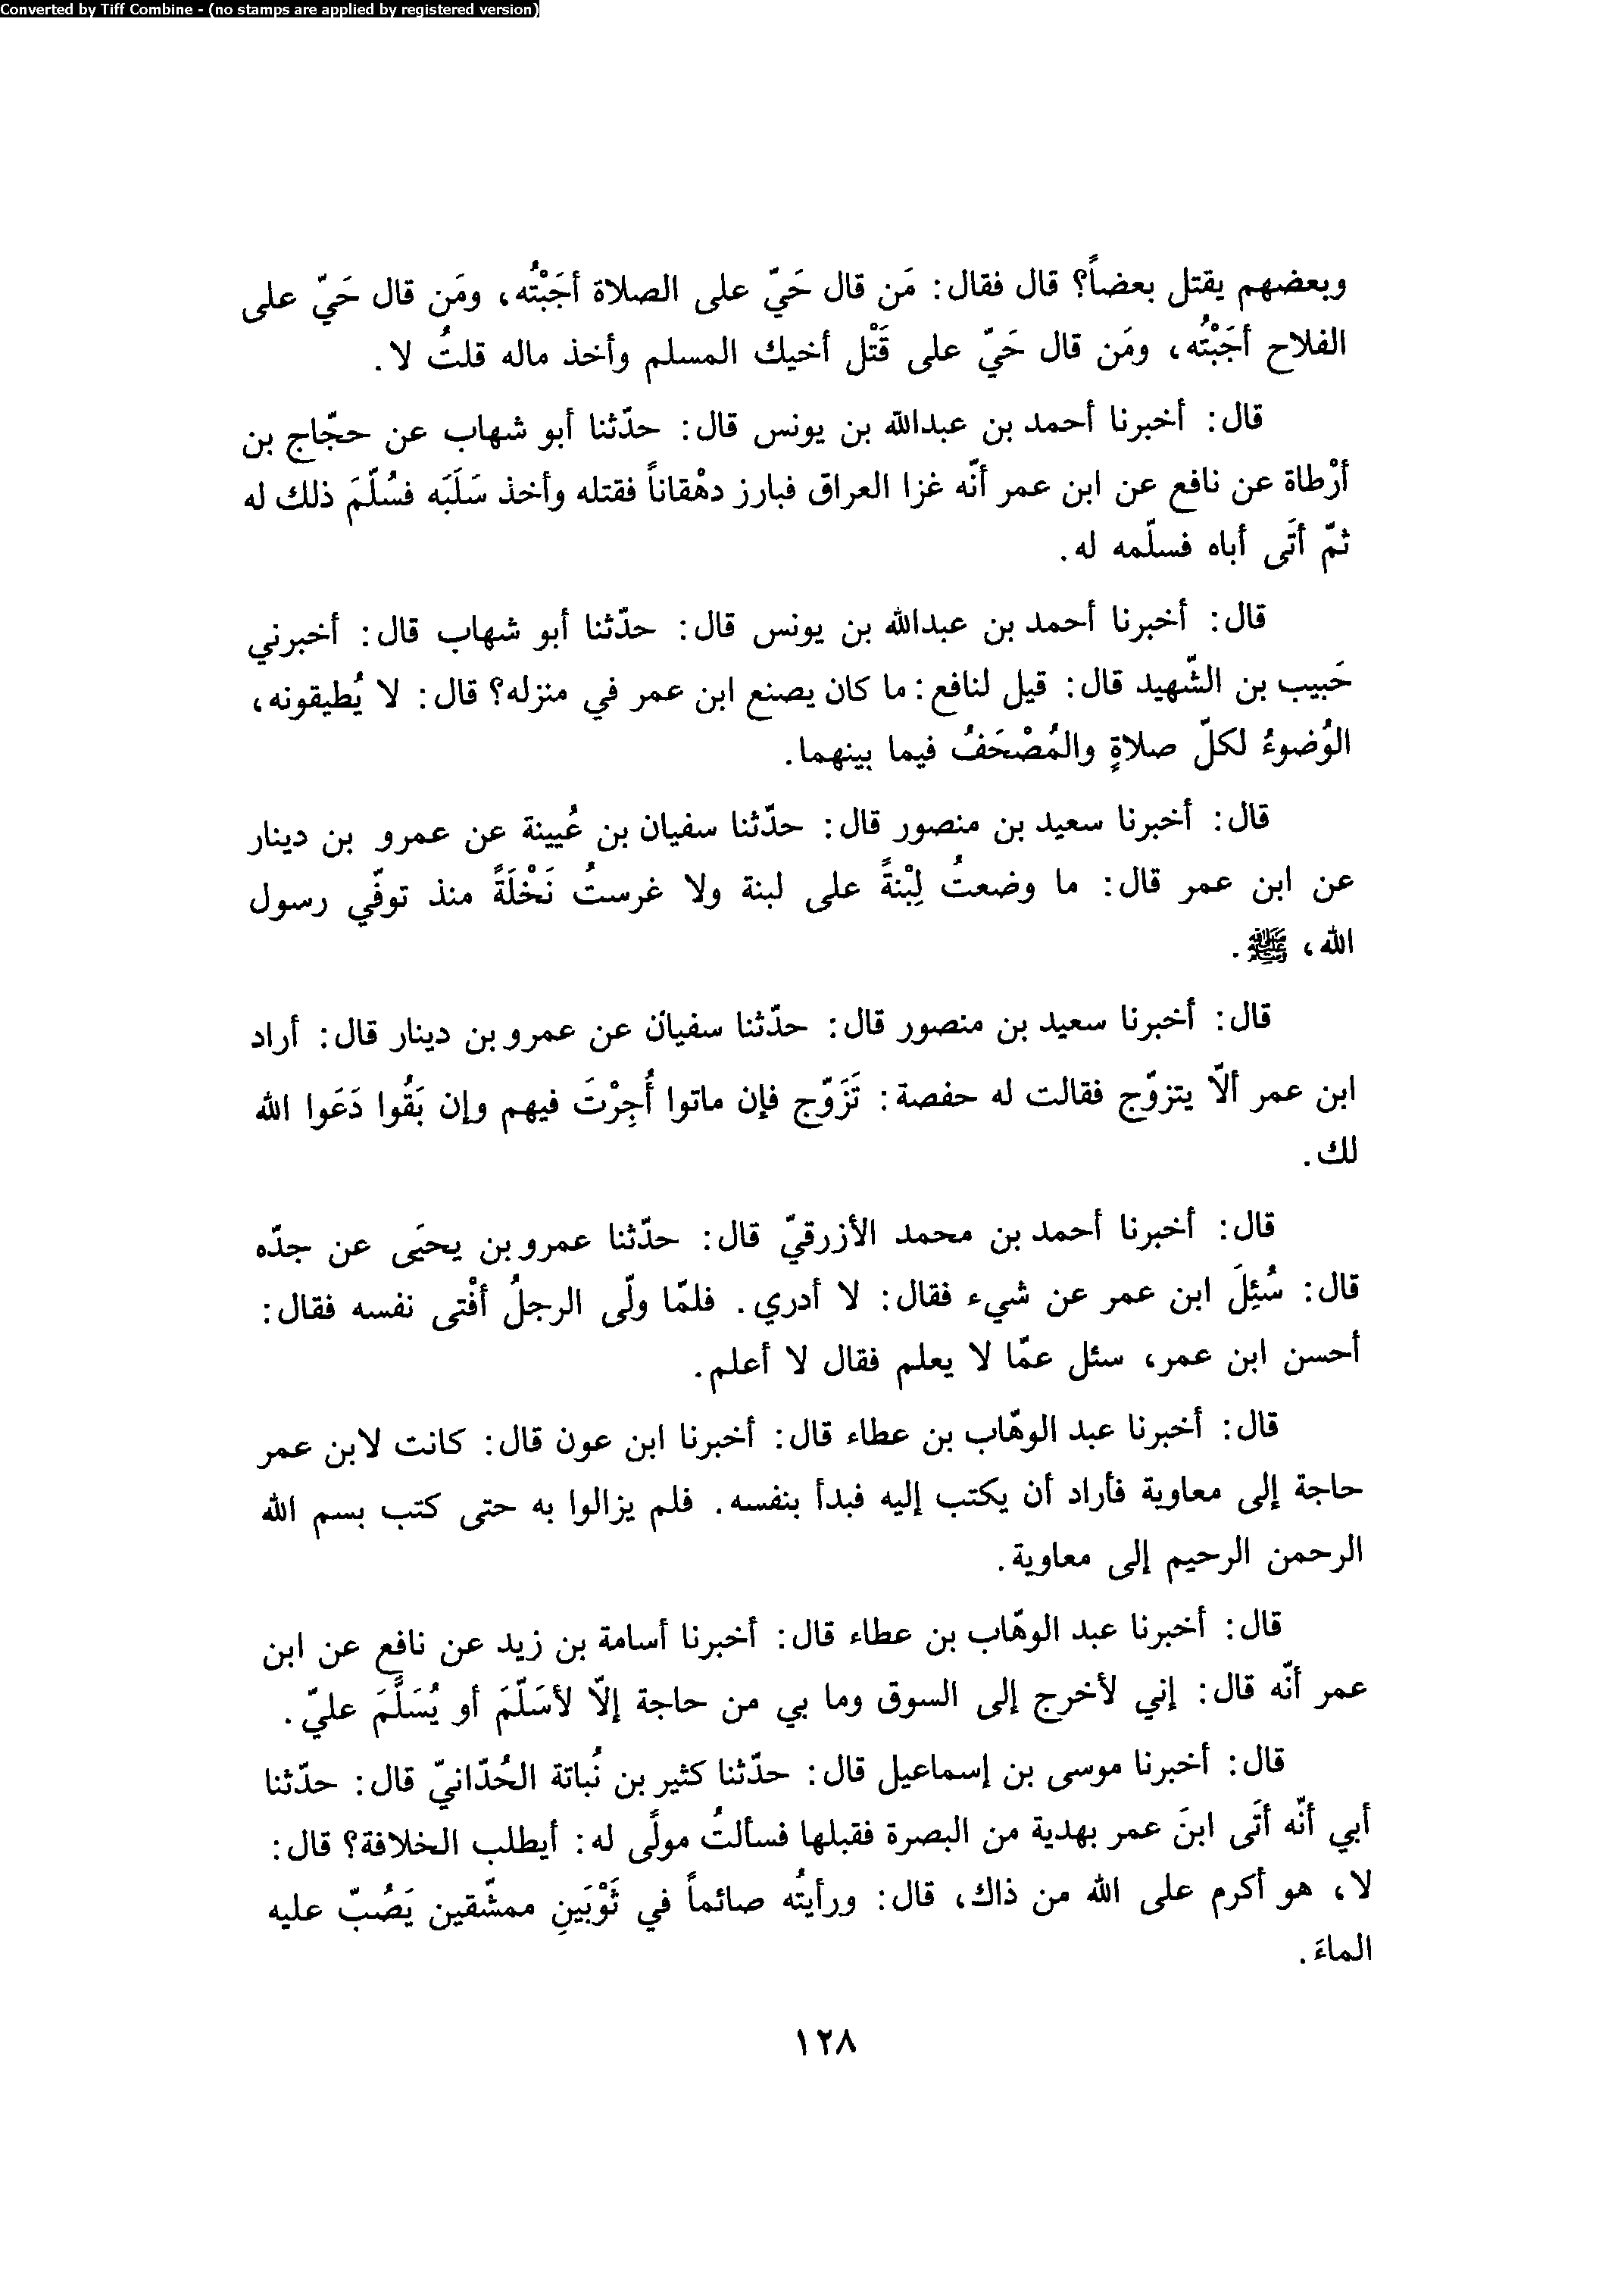 Converted by Tiff Combine - (no stamps are applied by registered version)
وبعضهم يقتل بعضاً؟ قال فقال: مَن قال حَيّ على الصلاة أجَبْتُه، ومَن قال حَيّ على
الفلاح أجَبْتُه، ومَن قال حَيّ على قَتْل أخيك المسلم وأخذ ماله قلتُ لا.
قال: أخبرنا أحمد بن عبدالله بن يونس قال: حدّثنا أبو شهاب عن حجّاج بن
أرْطاة عن نافع عن ابن عمر أنّه غزا العراق فبارز دهْقاناً فقتله وأخذ سَلَبَه فسُلّمَ ذلك له
ثمّ أتَى أباه فسلّمه له.
قال: أخبرنا أحمد بن عبدالله بن يونس قال: حدّثنا أبو شهاب قال: أخبرني
حَبيب بن الشّهيد قال: قيل لنافع: ما كان يصنع ابن عمر في منزله؟ قال: لا يُطيقونه،
الوُضوءُ لكلّ صلاةٍ والمُصْحَفُ فيما بينهما.
قال: أخبرنا سعيد بن منصور قال: حدّثنا سفيان بن عُيينة عن عمرو بن دينار
عن ابن عمر قال: ما وضعتُ لِبْنةً على لبنة ولا غرستُ نَخْلَةً منذ توفّي رسول
الله، ﷺ.
قال: أخبرنا سعيد بن منصور قال: حدّثنا سفيان عن عمرو بن دينار قال: أراد
ابن عمر ألاّ يتزوّج فقالت له حفصة: تَزَوّج فإن ماتوا أُجِرْتَ فيهم وإن بَقُوا دَعَوا الله
لك.
قال: أخبرنا أحمد بن محمد الأزرقيّ قال: حدّثنا عمرو بن يحيَى عن جدّه
قال: سُئِلَ ابن عمر عن شيء فقال: لا أدري. فلمّا ولّى الرجلُ أفْتى نفسه فقال:
أحسن ابن عمر، سئل عمّا لا يعلم فقال لا أعلم.
قال: أخبرنا عبد الوهّاب بن عطاء قال: أخبرنا ابن عون قال: كانت لابن عمر
حاجة إلى معاوية فأراد أن يكتب إليه فبدأ بنفسه. فلم يزالوا به حتى كتب بسم الله
الرحمن الرحيم إلى معاوية.
قال: أخبرنا عبد الوهّاب بن عطاء قال: أخبرنا أسامة بن زيد عن نافع عن ابن
عمر أنّه قال: إني لأخرج إلى السوق وما بي من حاجة إلاّ لأسَلّمَ أو يُسَلَّمَ عليّ.
قال: أخبرنا موسى بن إسماعيل قال: حدّثنا كثير بن نُباتة الحُدّانيّ قال: حدّثنا
أبي أنّه أتَى ابنَ عمر بهدية من البصرة فقبلها فسألتُ مولًى له: أيطلب الخلافة؟ قال:
لا، هو أكرم على الله من ذاك، قال: ورأيتُه صائماً في ثَوْبَينِ ممشّقين يَصُبّ عليه
الماءَ.
١٢٨